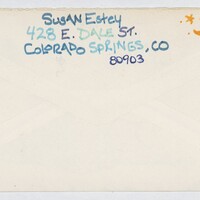 Susan Estey
428 E. Dale St.
Colorado Springs, CO
80903